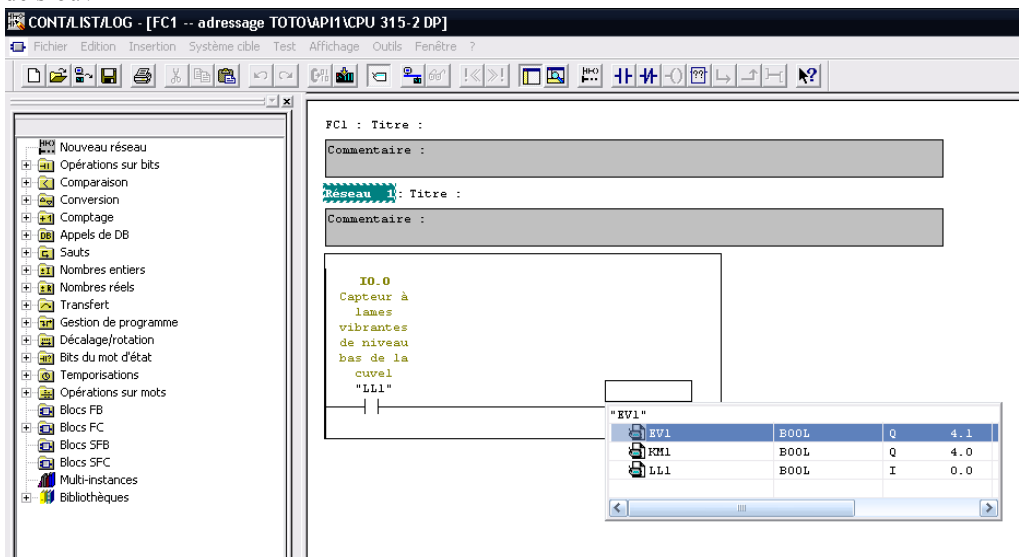 CONT/LIST/LOG - [FC1 -- adressage TOTO\API1\CPU 315-2 DP]
Fichier Edition Insertion Système cible Test Affichage Outils Fenêtre ?
FC1 : Titre :
Commentaire :
Réseau 1: Titre :
Commentaire :
Nouveau réseau
Opérations sur bits
Comparaison
Conversion
Comptage
Appels de DB
Sauts
Nombres entiers
Nombres réels
Transfert
Gestion de programme
Décalage/rotation
Bits du mot d'état
Temporisations
Opérations sur mots
Blocs FB
Blocs FC
Blocs SFB
Blocs SFC
Multi-instances
Bibliothèques
I0.0
Capteur à
lames
vibrantes
de niveau
bas de la
cuve1
"LL1"
"EV1"
EV1 BOOL Q 4.1
KM1 BOOL Q 4.0
LL1 BOOL I 0.0